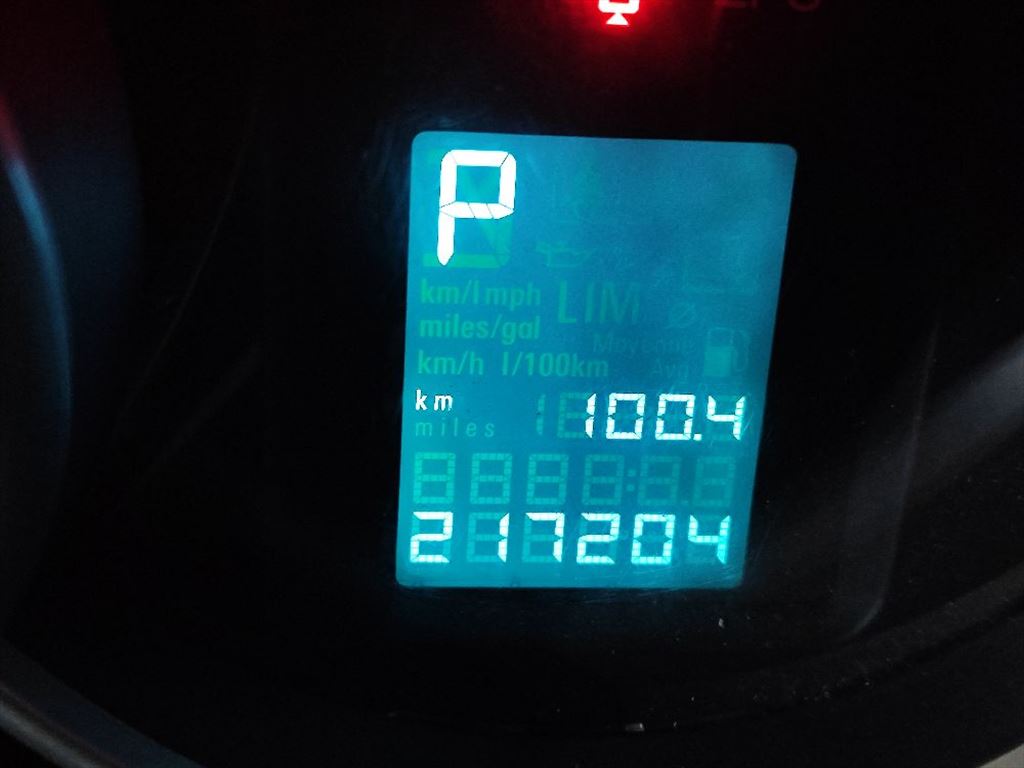 P
km/l mph LIM
miles/gal
km/h l/100km
km 100.4
miles
217204